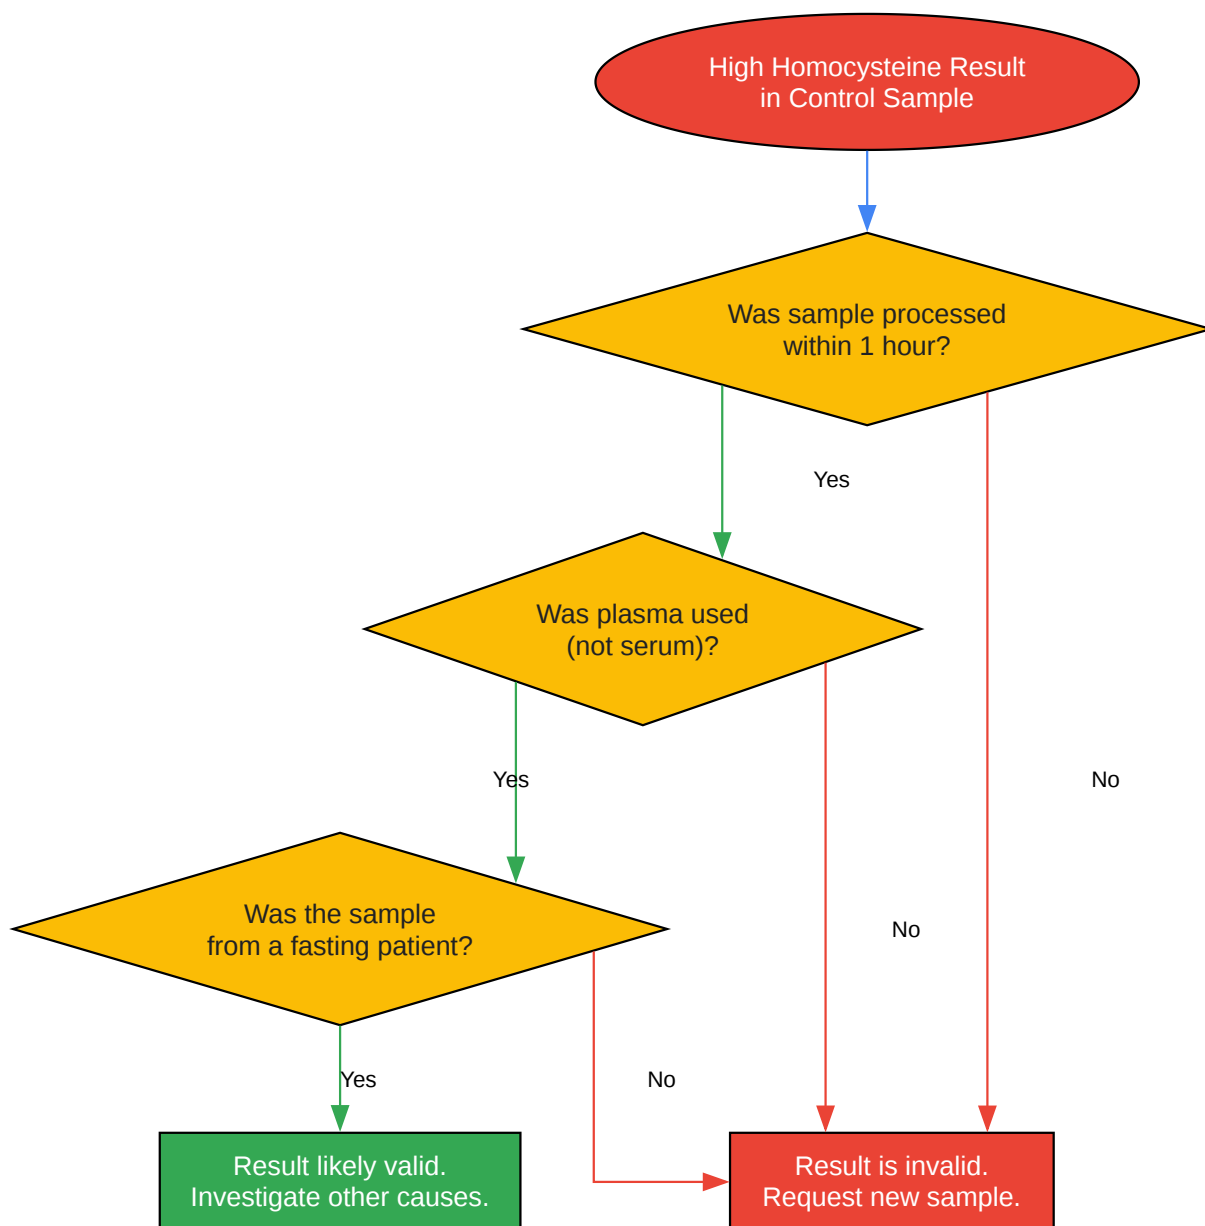 High Homocysteine Result
in Control Sample
Was sample processed
within 1 hour?
Yes
Was plasma used
(not serum)?
Yes
No
No
Was the sample
from a fasting patient?
Yes
No
Result likely valid.
Investigate other causes.
Result is invalid.
Request new sample.